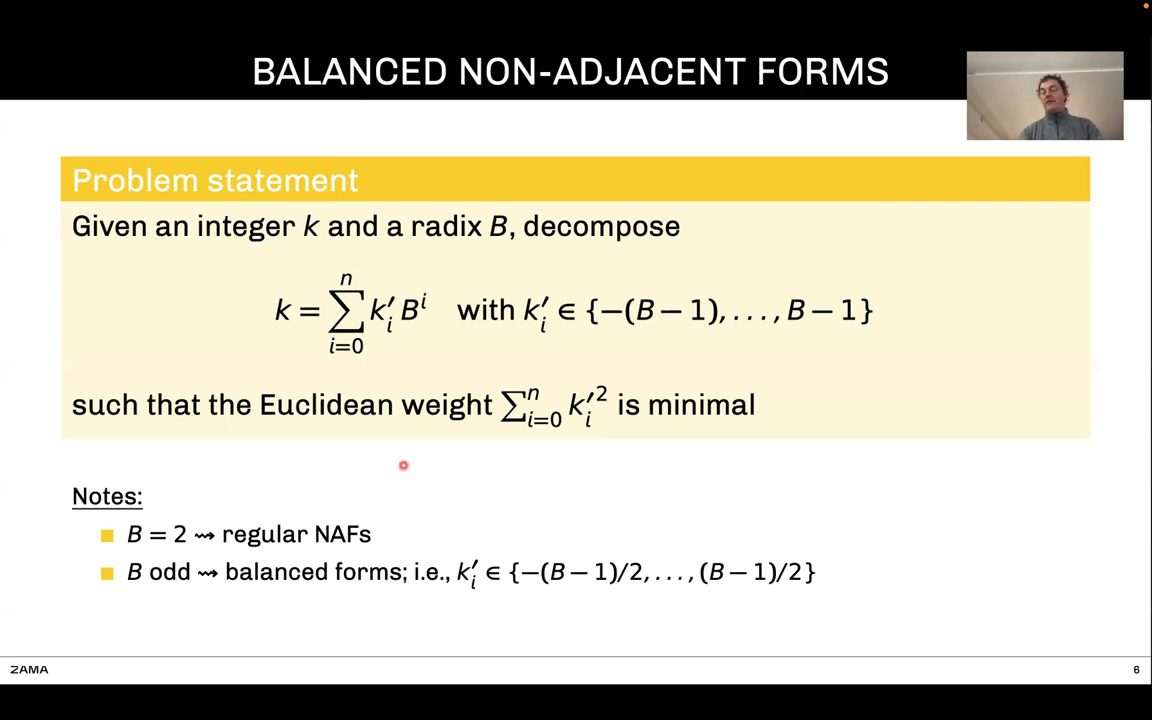 BALANCED NON-ADJACENT FORMS
Problem statement
Given an integer k and a radix B, decompose
k = ∑_{i=0}^{n} k′_i B^i with k′_i ∈ {−(B − 1), . . . , B − 1}
such that the Euclidean weight ∑_{i=0}^{n} k′_i^2 is minimal
Notes:
B = 2 ⇝ regular NAFs
B odd ⇝ balanced forms; i.e., k′_i ∈ {−(B − 1)/2, . . . , (B − 1)/2}
ZAMA
6